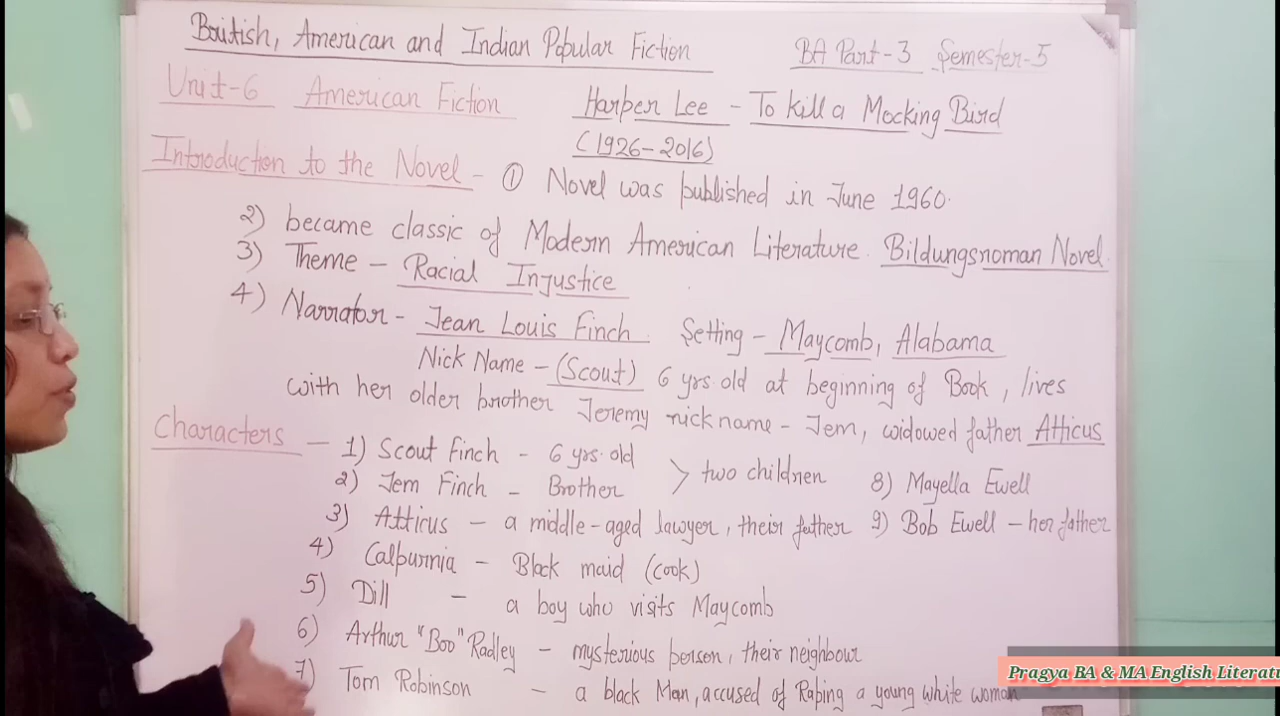 British, American and Indian Popular Fiction BA Part-3 Semester-5
Unit-6 American Fiction Harper Lee - To Kill a Mocking Bird
(1926-2016)
Introduction to the Novel - ① Novel was published in June 1960.
2) became classic of Modern American Literature. Bildungsnoman Novel.
3) Theme - Racial Injustice
4) Narrator - Jean Louis Finch. Setting - Maycomb, Alabama
Nick Name - (Scout) 6 yrs. old at beginning of Book, lives
with her older brother Jeremy nick name - Jem, widowed father Atticus
Characters - 1) Scout Finch - 6 yrs. old > two children
2) Jem Finch - Brother
8) Mayella Ewell
3) Atticus - a middle-aged lawyer, their father 9) Bob Ewell - her father
4) Calpurnia - Black maid (cook)
5) Dill - a boy who visits Maycomb
6) Arthur "Boo" Radley - mysterious person, their neighbour
7) Tom Robinson - a black Man, accused of Raping a young white woman
Pragya BA & MA English Literatu